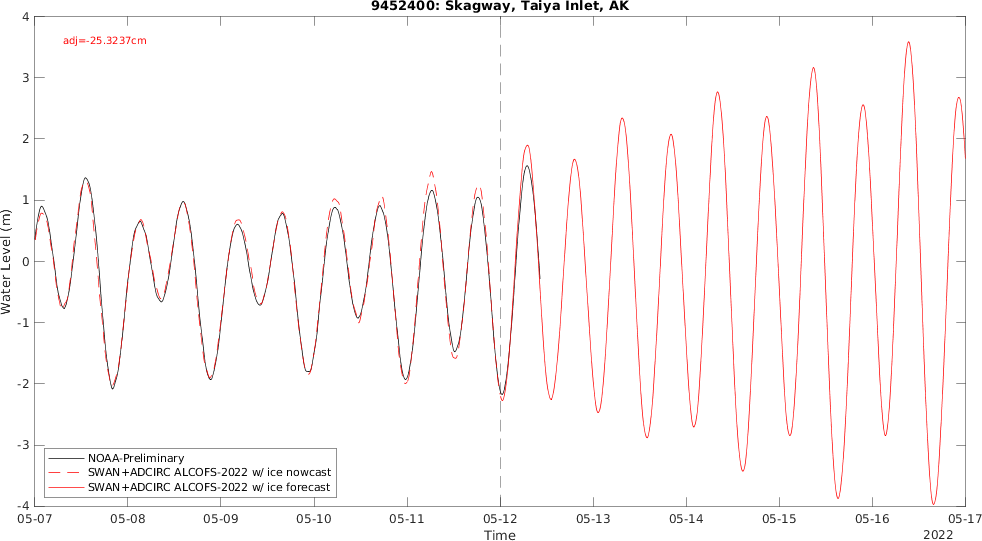 9452400: Skagway, Taiya Inlet, AK
adj=-25.3237cm
4
3
2
1
0
-1
-2
-3
-4
Water Level (m)
NOAA-Preliminary
SWAN+ADCIRC ALCOFS-2022 w/ ice nowcast
SWAN+ADCIRC ALCOFS-2022 w/ ice forecast
05-07 05-08 05-09 05-10 05-11 05-12 05-13 05-14 05-15 05-16 05-17
Time
2022